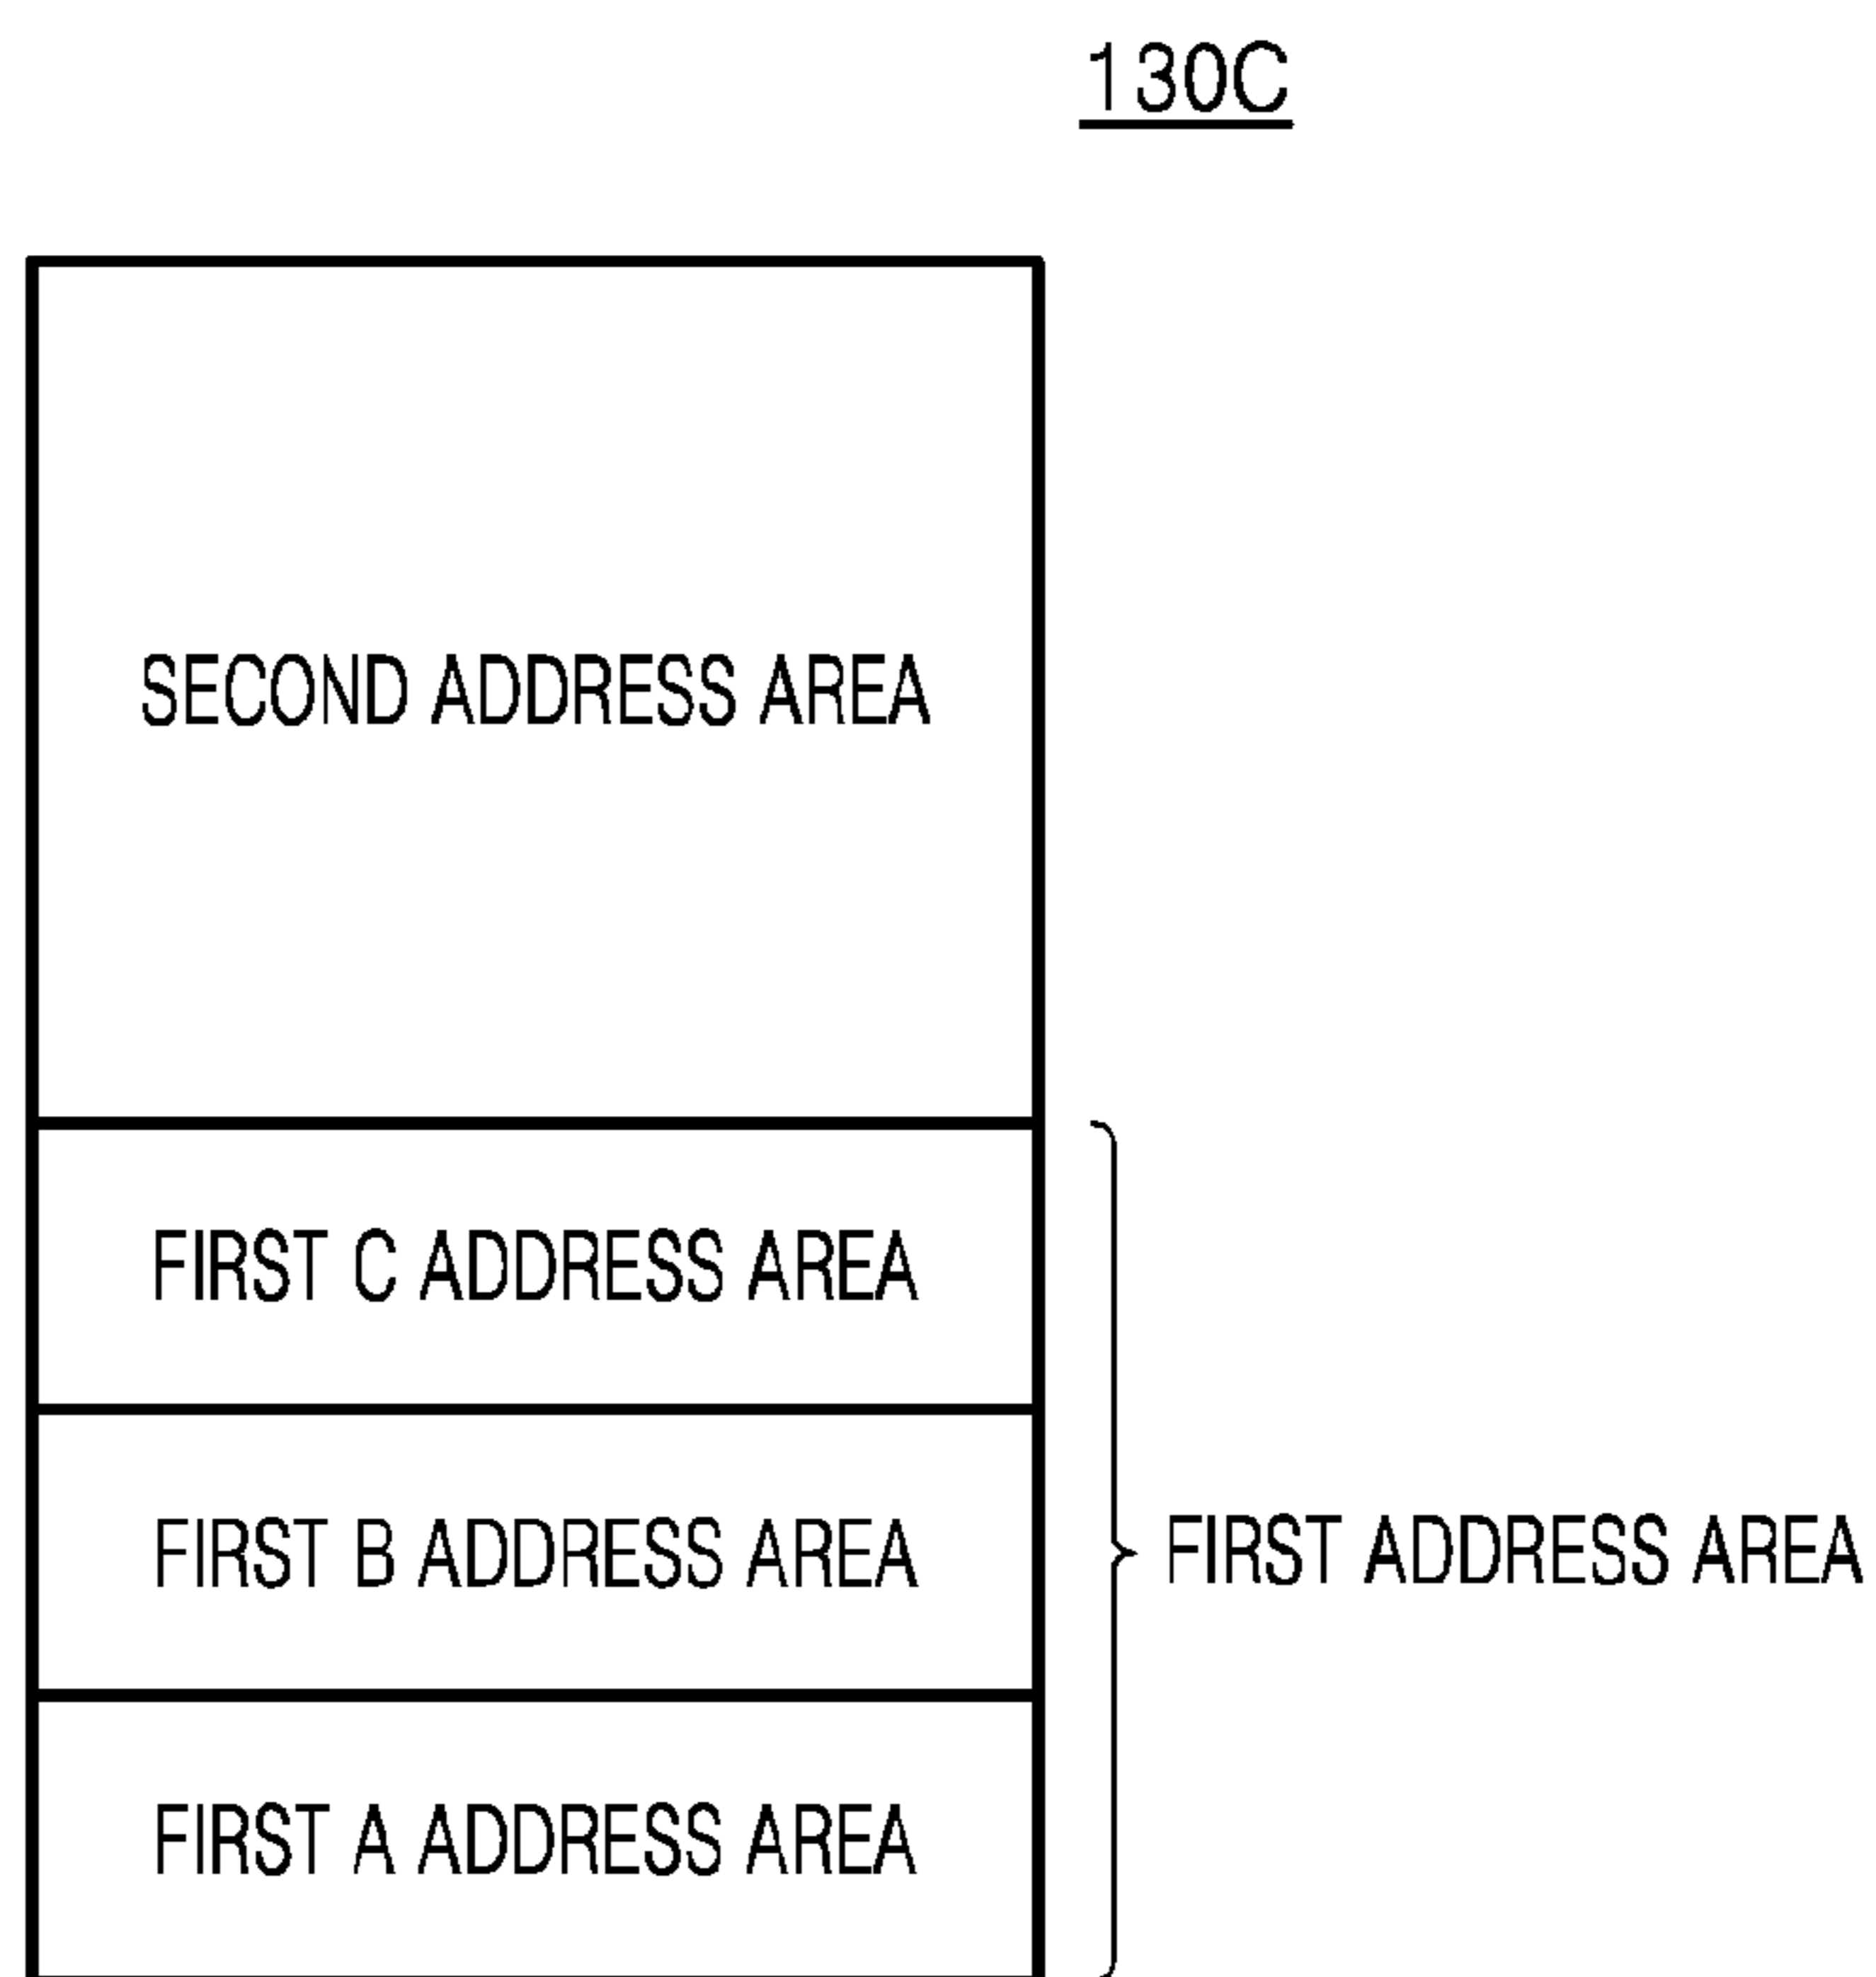 130C
SECOND ADDRESS AREA
FIRST C ADDRESS AREA
FIRST B ADDRESS AREA
FIRST ADDRESS AREA
FIRST A ADDRESS AREA